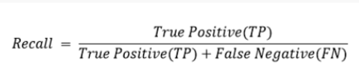 Recall = True Positive(TP) / True Positive(TP) + False Negative(FN)